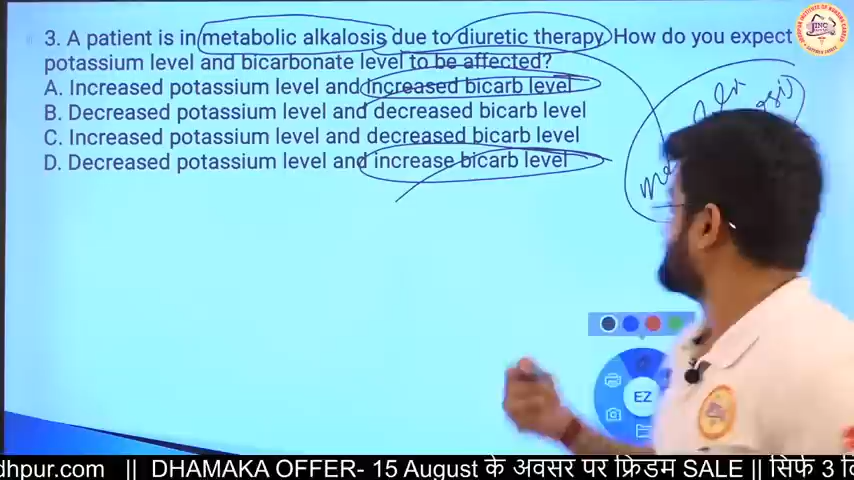 3. A patient is in metabolic alkalosis due to diuretic therapy. How do you expect
potassium level and bicarbonate level to be affected?
A. Increased potassium level and increased bicarb level
B. Decreased potassium level and decreased bicarb level
C. Increased potassium level and decreased bicarb level
D. Decreased potassium level and increase bicarb level
EZ
dhpur.com || DHAMAKA OFFER- 15 August के अवसर पर फ्रिडम SALE || सिर्फ 3